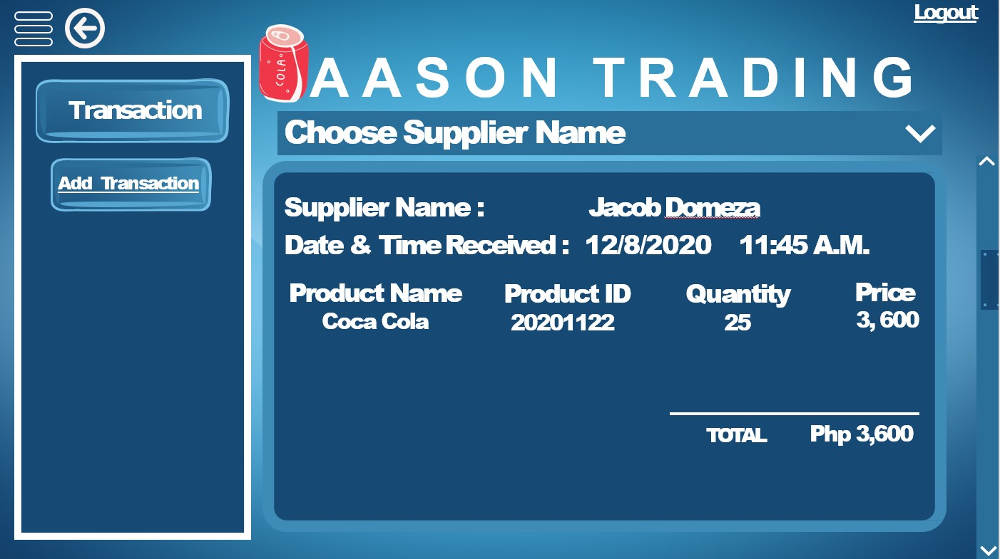 Logout
COLA
AASON TRADING
Transaction
Choose Supplier Name
Add Transaction
Supplier Name : Jacob Domeza
Date & Time Received : 12/8/2020 11:45 A.M.
Product Name Product ID Quantity Price
Coca Cola 20201122 25 3, 600
TOTAL Php 3,600